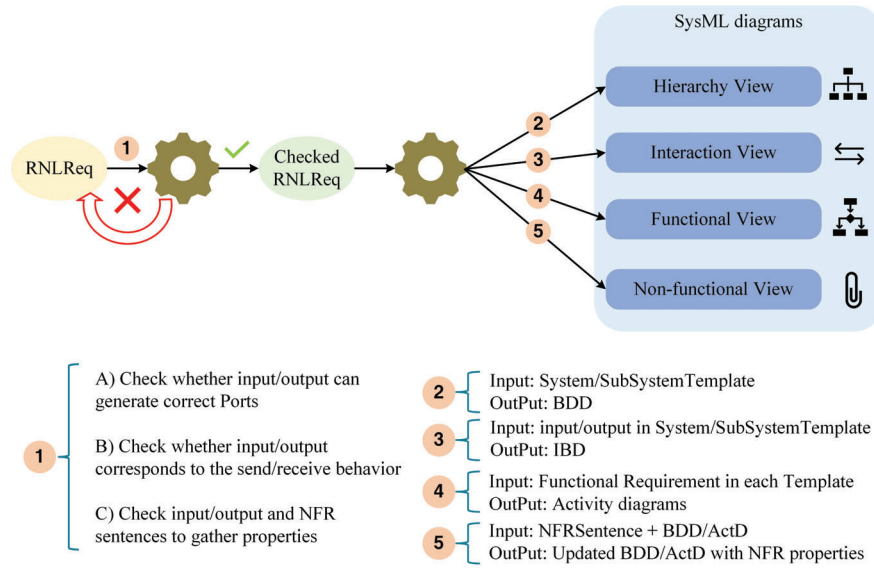 SysML diagrams
Hierarchy View
2
1
3
Interaction View
RNLReq
Checked
RNLReq
4
Functional View
5
Non-functional View
1
A) Check whether input/output can
generate correct Ports
B) Check whether input/output
corresponds to the send/receive behavior
C) Check input/output and NFR
sentences to gather properties
2
Input: System/SubSystemTemplate
OutPut: BDD
3
Input: input/output in System/SubSystemTemplate
OutPut: IBD
4
Input: Functional Requirement in each Template
OutPut: Activity diagrams
5
Input: NFRSentence + BDD/ActD
OutPut: Updated BDD/ActD with NFR properties